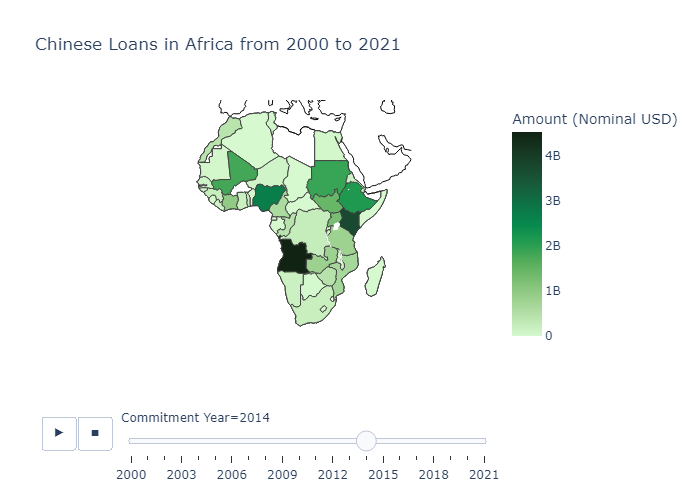 Chinese Loans in Africa from 2000 to 2021
Amount (Nominal USD)
4B
3B
2B
1B
0
Commitment Year=2014
2000 2003 2006 2009 2012 2015 2018 2021